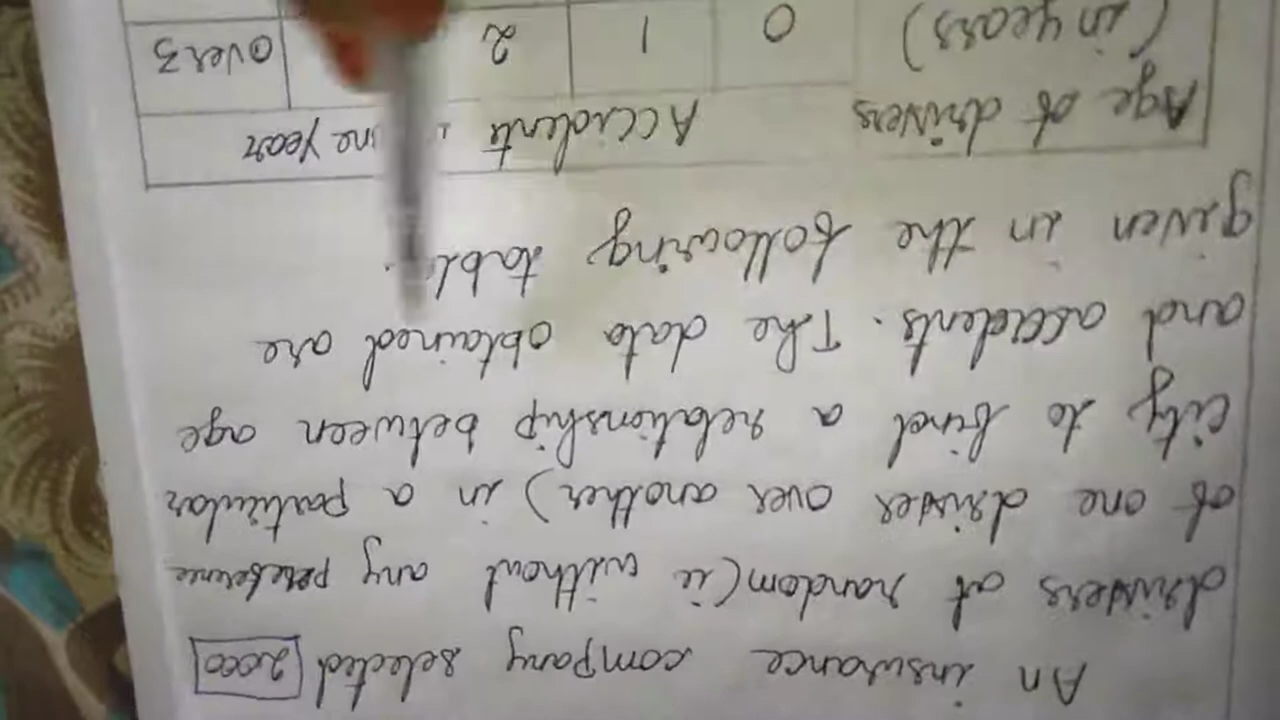 An insurance company selected 2000
drivers at random (ie without any preference
of one driver over another) in a particular
city to find a relationship between age
and accidents. The data obtained are
given in the following table.
Age of drivers Accidents year
(in years) 0 1 2 over 3